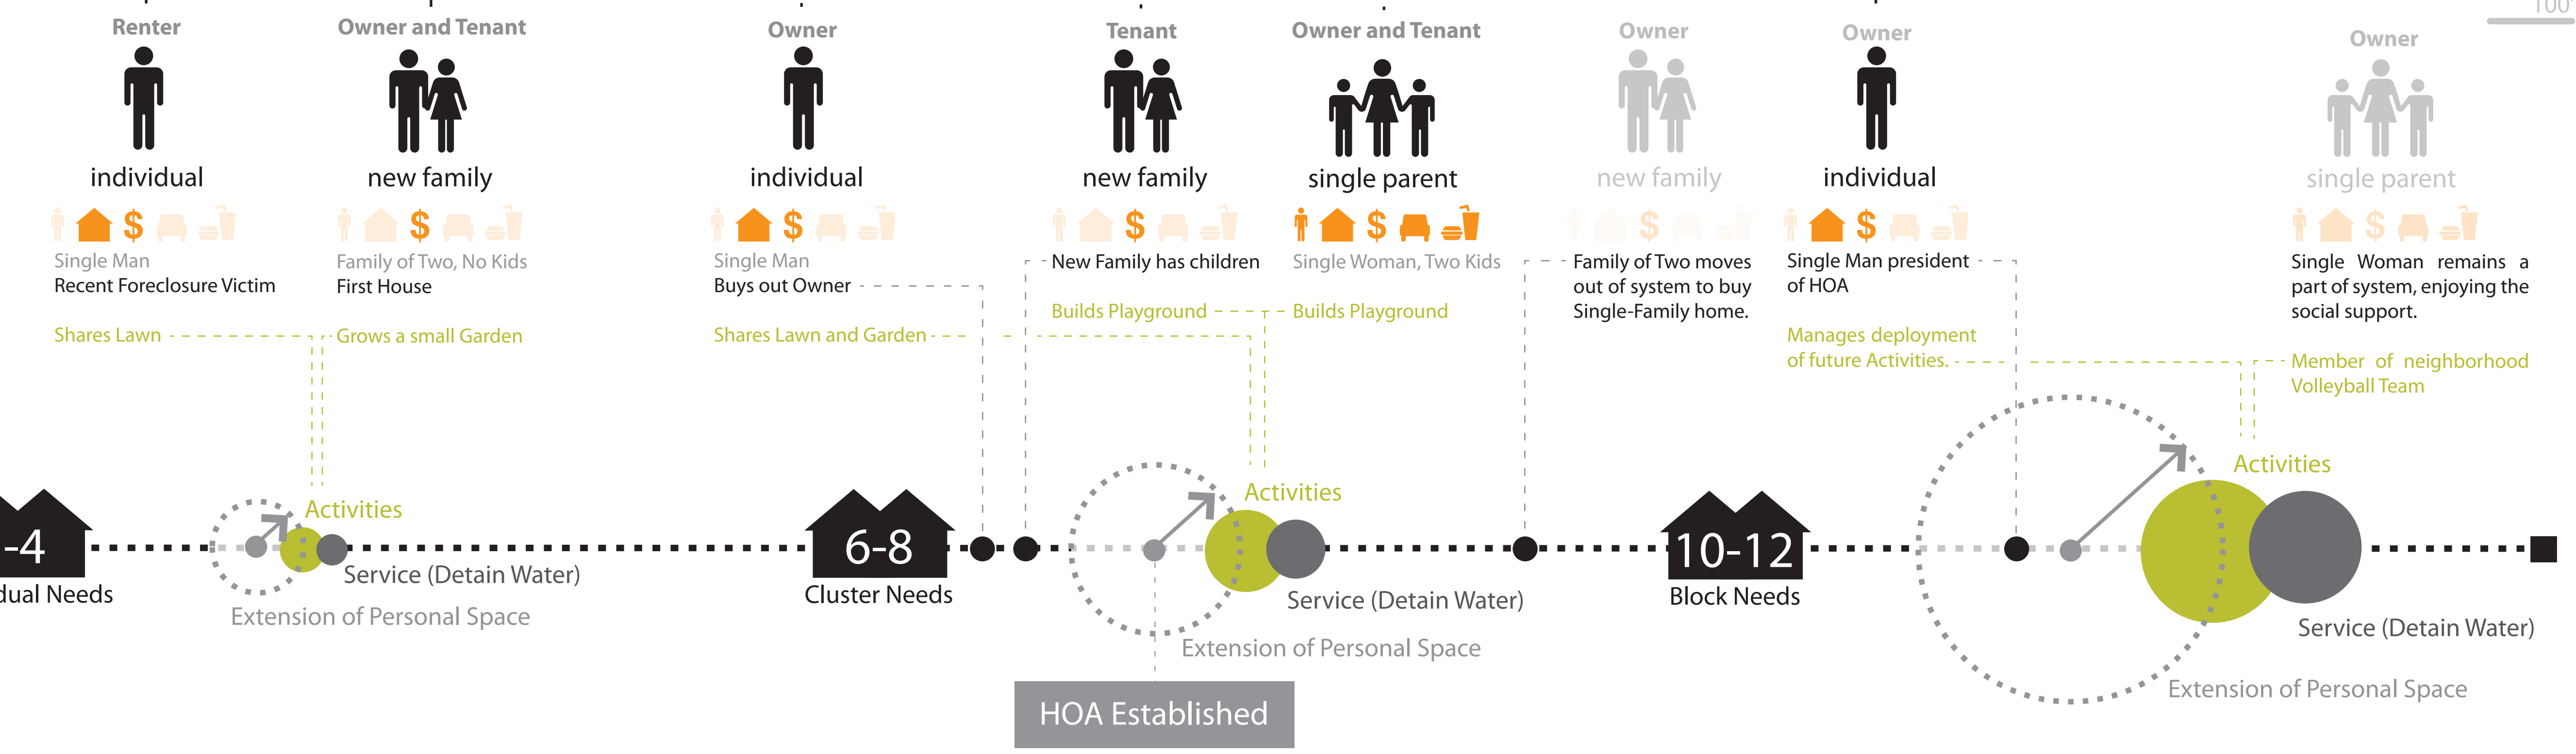 100'
Renter
Owner and Tenant
Owner
Tenant
Owner and Tenant
Owner
Owner
Owner
individual
new family
individual
new family
single parent
new family
individual
single parent
$
$
$
$
$
$
$
$
Single Man
Recent Foreclosure Victim
Shares Lawn
Family of Two, No Kids
First House
Grows a small Garden
Single Man
Buys out Owner
Shares Lawn and Garden
New Family has children
Builds Playground
Single Woman, Two Kids
Builds Playground
Family of Two moves
out of system to buy
Single-Family home.
Single Man president
of HOA
Manages deployment
of future Activities.
Single Woman remains a
part of system, enjoying the
social support.
Member of neighborhood
Volleyball Team
-4
dual Needs
Activities
Service (Detain Water)
Extension of Personal Space
6-8
Cluster Needs
Activities
Service (Detain Water)
Extension of Personal Space
HOA Established
10-12
Block Needs
Activities
Service (Detain Water)
Extension of Personal Space